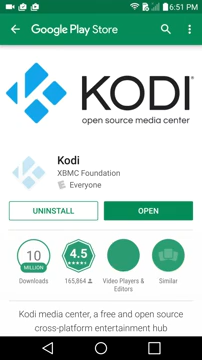 6:51 PM
Google Play Store
KODI
open source media center
Kodi
XBMC Foundation
Everyone
UNINSTALL
OPEN
10
MILLION
4.5
Downloads
165,864
Video Players &
Editors
Similar
Kodi media center, a free and open source
cross-platform entertainment hub